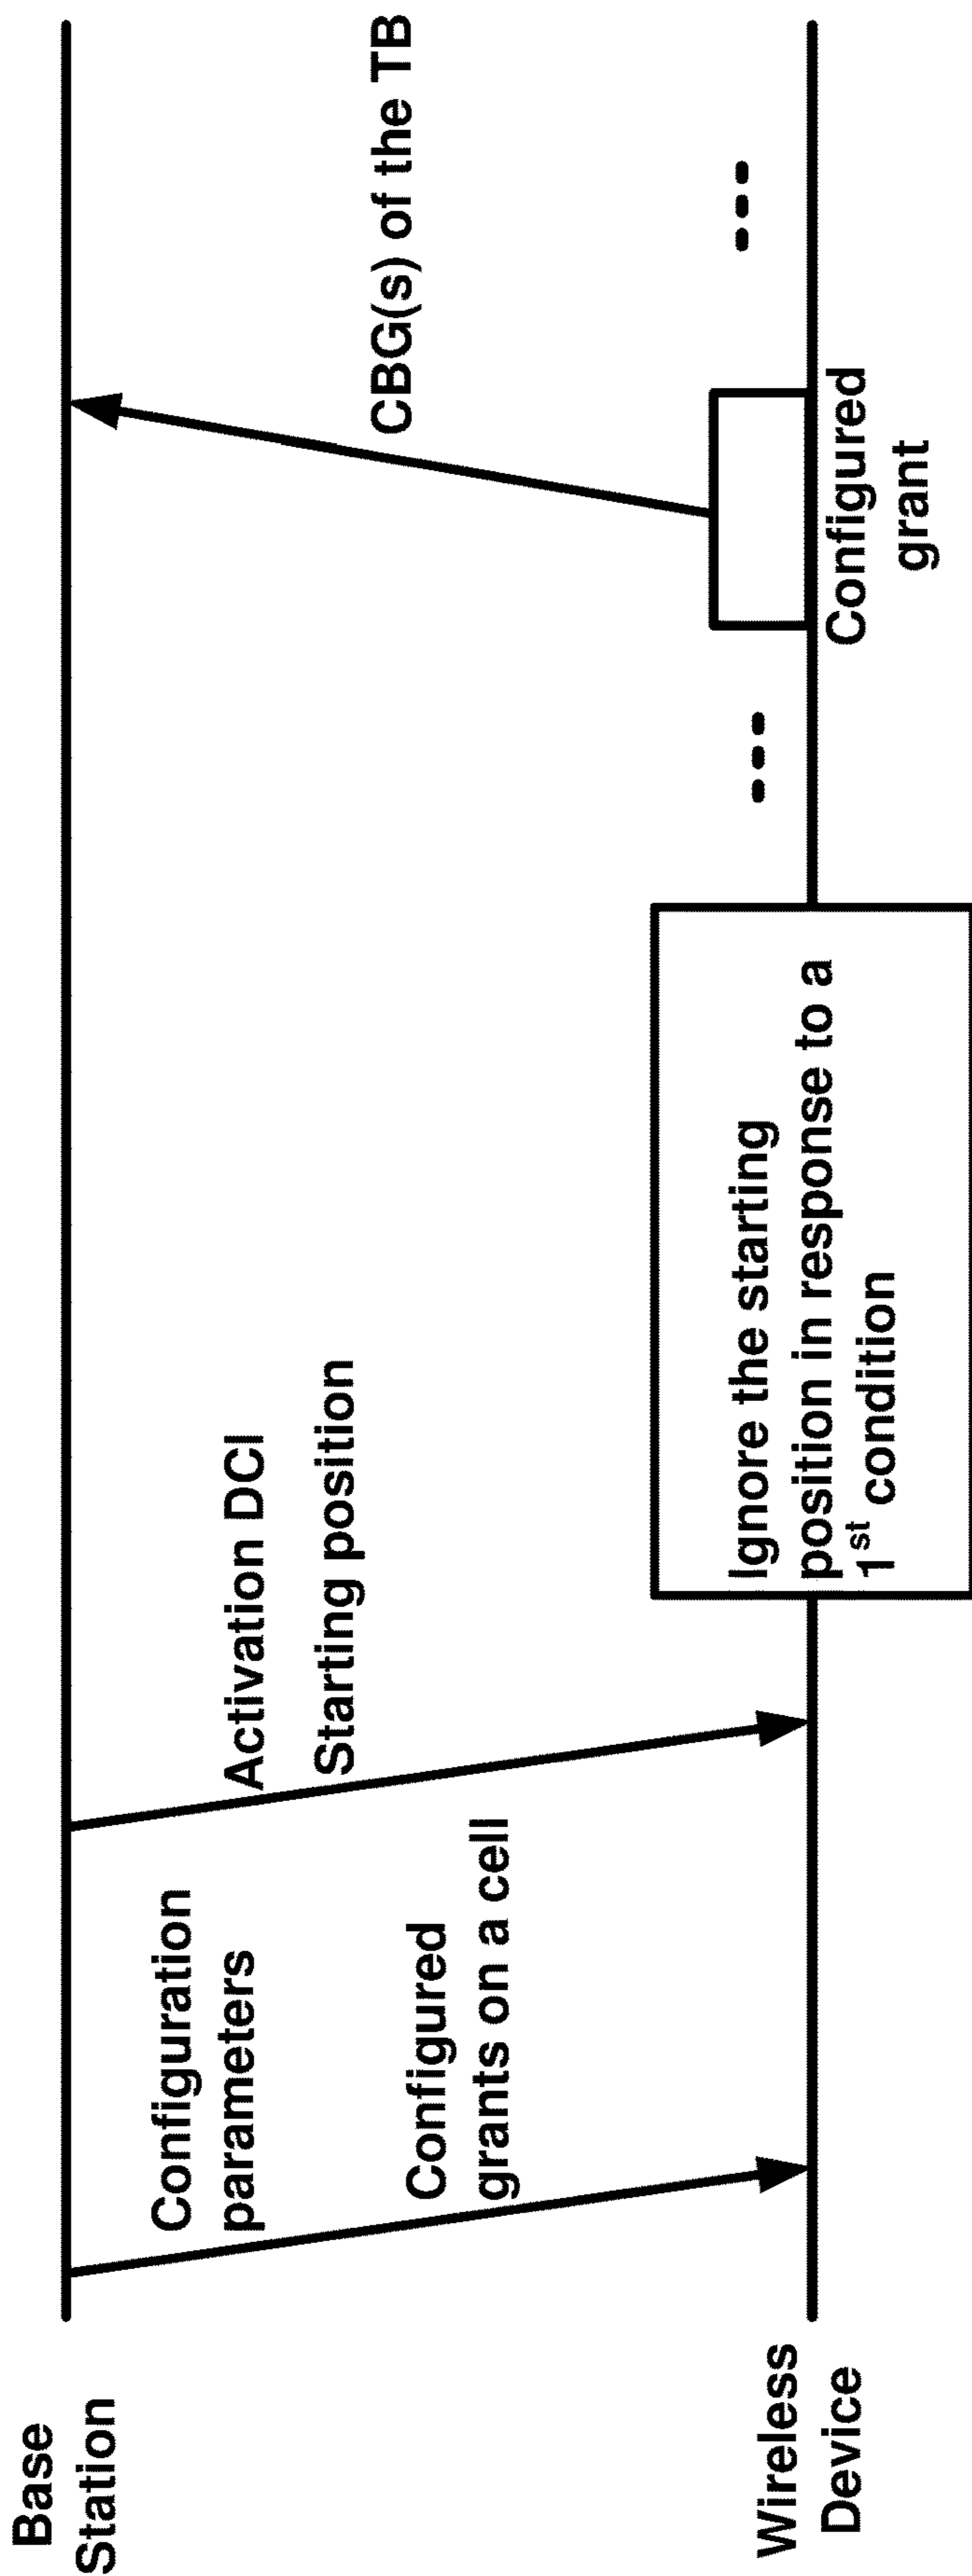 Base
Station
Configuration
parameters
Configured
grants on a cell
Activation DCI
Starting position
CBG(s) of the TB
Wireless
Device
Ignore the starting
position in response to a
1st condition
Configured
grant